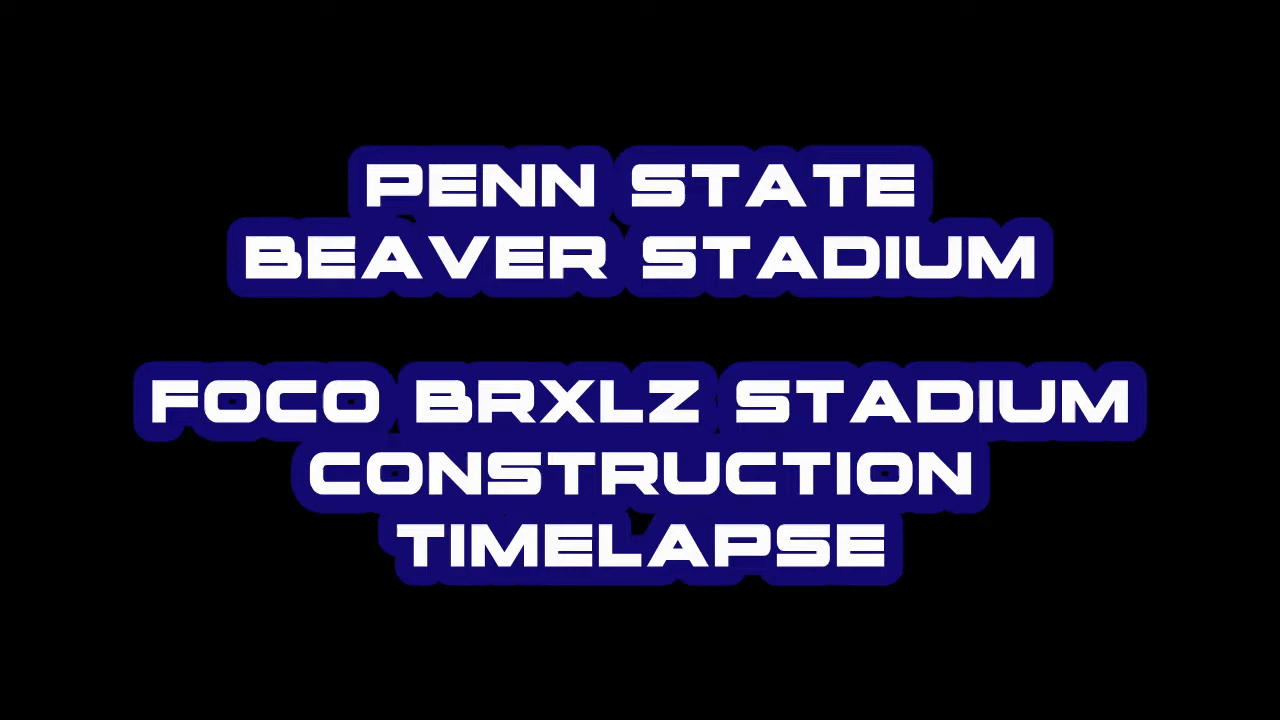 PENN STATE
BEAVER STADIUM
FOCO BRXLZ STADIUM
CONSTRUCTION
TIMELAPSE